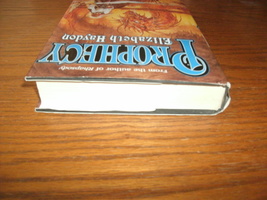 From the author of Rhapsody
PROPHECY
Elizabeth Haydon